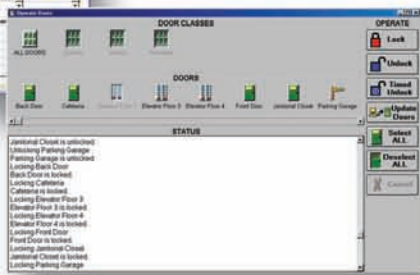 Operate Doors
DOOR CLASSES
OPERATE
ALL DOORS
Lock
Unlock
DOORS
Timed
Unlock
Back Door
Cafeteria
Elevator Floor 3
Elevator Floor 4
Front Door
Janitorial Closet
Parking Garage
Update
Doors
STATUS
Select
ALL
Deselect
ALL
Cancel
Janitorial Closet is unlocked.
Unlocking Parking Garage
Parking Garage is unlocked.
Locking Back Door
Back Door is locked.
Locking Cafeteria
Cafeteria is locked.
Locking Elevator Floor 3
Elevator Floor 3 is locked.
Locking Elevator Floor 4
Elevator Floor 4 is locked.
Locking Front Door
Front Door is locked.
Locking Janitorial Closet
Janitorial Closet is locked.
Locking Parking Garage